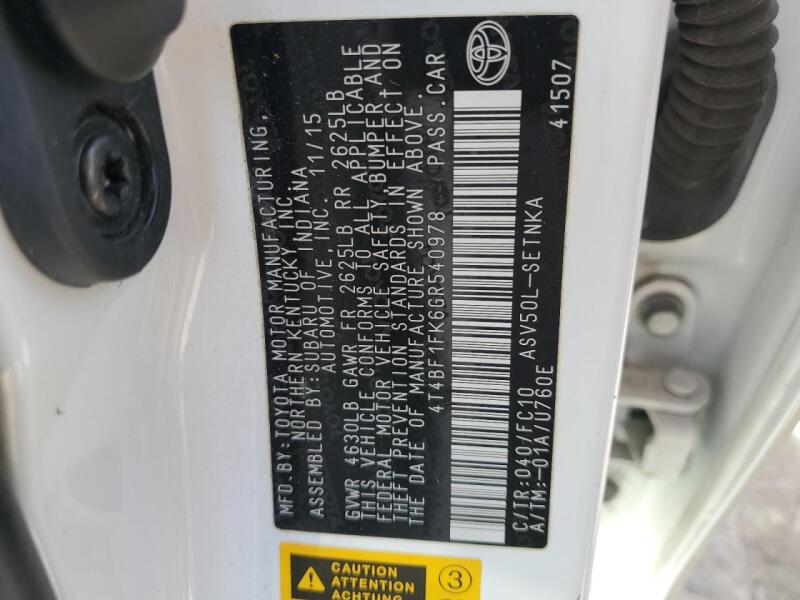 MFD.BY:TOYOTA MOTOR MANUFACTURING,
NORTHERN KENTUCKY, INC.
ASSEMBLED BY:SUBARU OF INDIANA
AUTOMOTIVE, INC. 11/15
GVWR 4630LB GAWR FR 2625LB RR 2625LB
THIS VEHICLE CONFORMS TO ALL APPLICABLE
FEDERAL MOTOR VEHICLE SAFETY,BUMPER,AND
THEFT PREVENTION STANDARDS IN EFFECT ON
THE DATE OF MANUFACTURE SHOWN ABOVE.
4T4BF1FK6GR540978 PASS.CAR
41507
ASV50L-SETNKA
C/TR:040/FC10
A/TM:-01A/U760E
CAUTION
ATTENTION
ACHTUNG
3